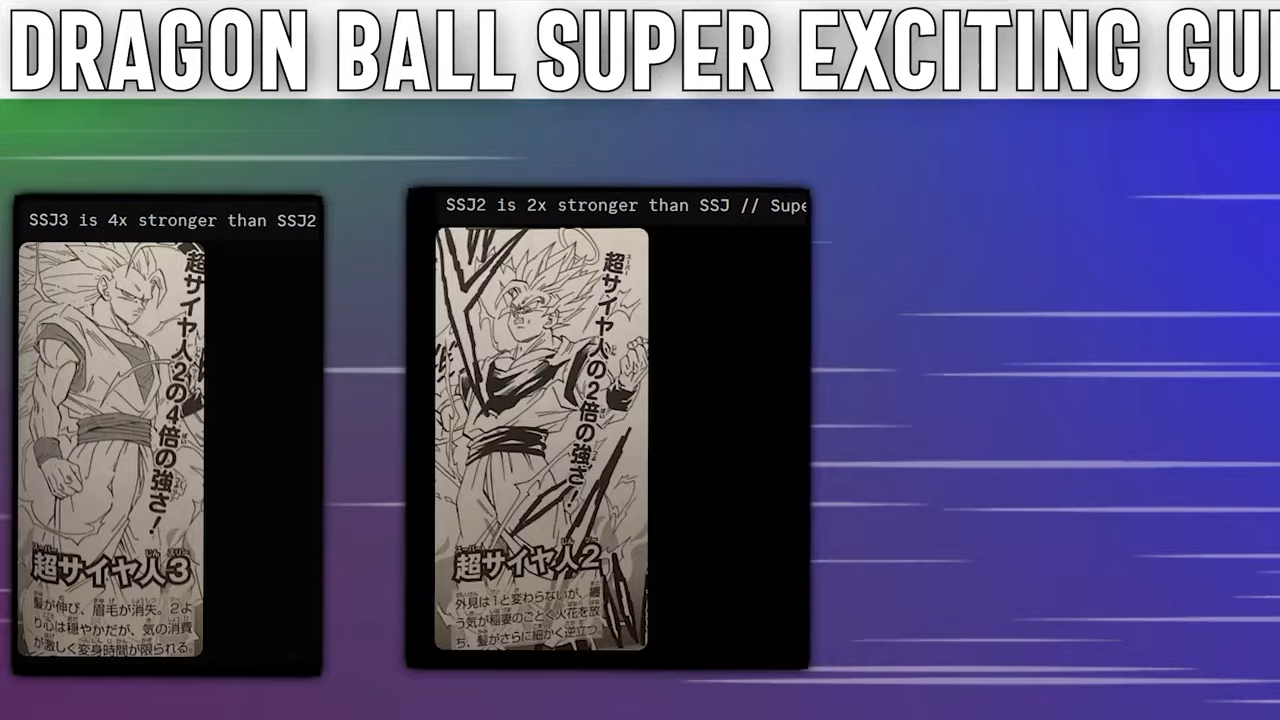 DRAGON BALL SUPER EXCITING GUI
SSJ3 is 4x stronger than SSJ2
超サイヤ人2の4倍の強さ!
超サイヤ人3
髪が伸び、眉毛が消失。2よ
り心は穏やかだが、気の消費
が激しく変身時間が限られる。
SSJ2 is 2x stronger than SSJ // Supe
超サイヤ人の2倍の強さ!
超サイヤ人2
外見は1と変わらないが、纏
う気が稲妻のごとく火花を放
ち、髪がさらに細かく逆立つ。